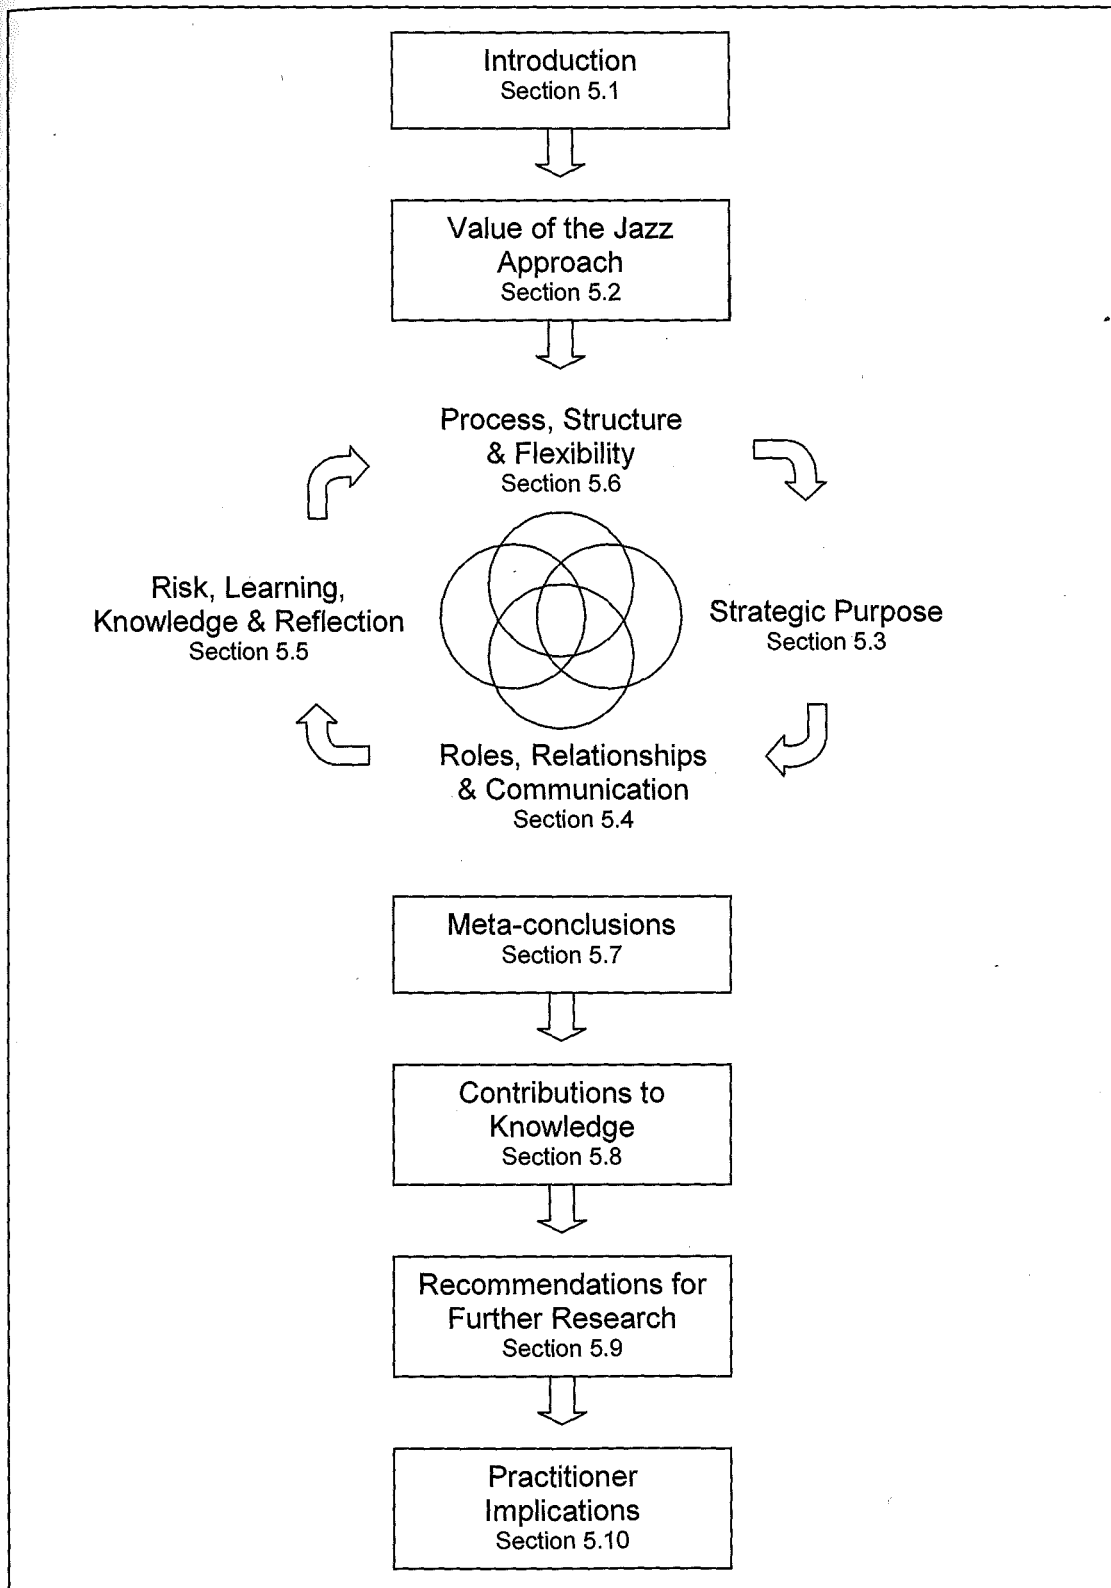 Introduction
Section 5.1
Value of the Jazz
Approach
Section 5.2
Process, Structure
& Flexibility
Section 5.6
Risk, Learning,
Knowledge & Reflection
Section 5.5
Strategic Purpose
Section 5.3
Roles, Relationships
& Communication
Section 5.4
Meta-conclusions
Section 5.7
Contributions to
Knowledge
Section 5.8
Recommendations for
Further Research
Section 5.9
Practitioner
Implications
Section 5.10